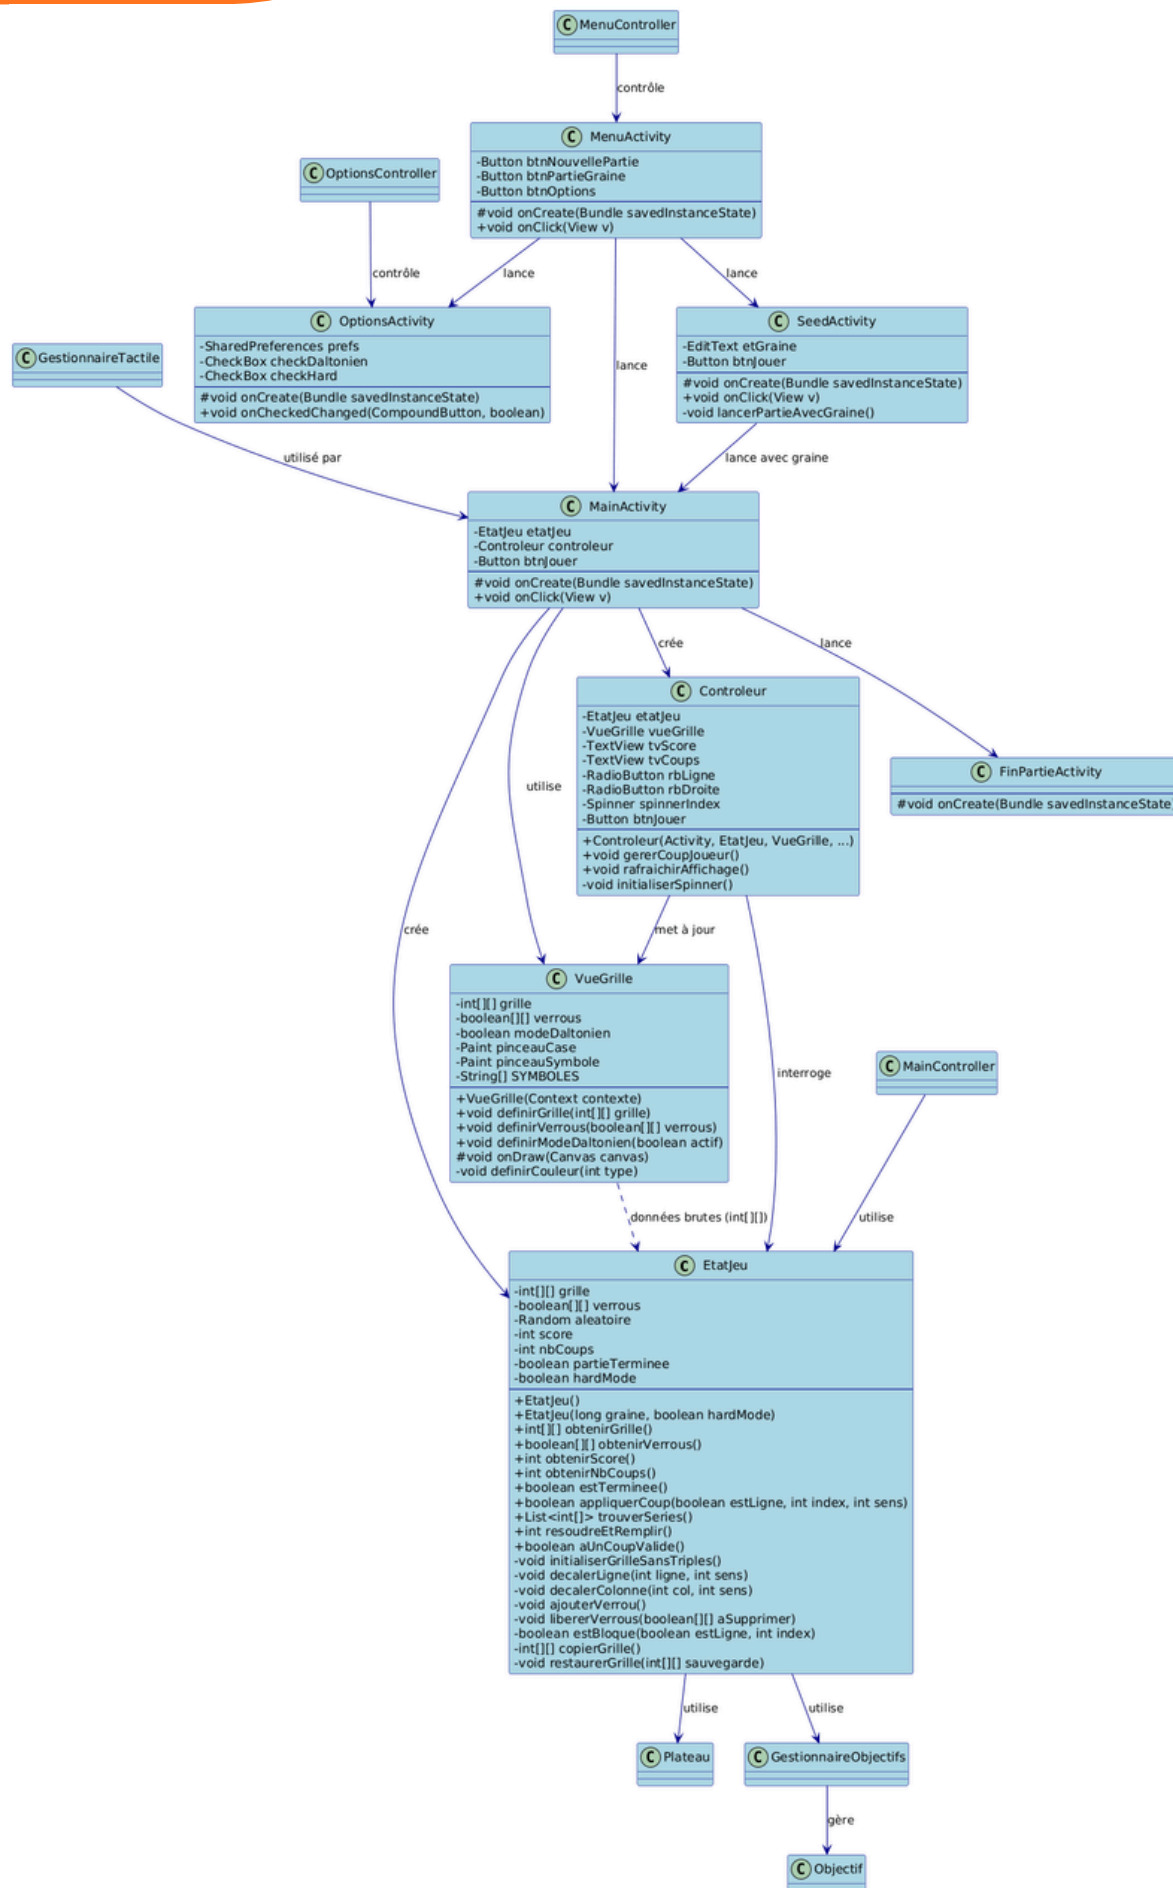 C MenuController
contrôle
C MenuActivity
-Button btnNouvellePartie
-Button btnPartieGraine
-Button btnOptions
#void onCreate(Bundle savedInstanceState)
+void onClick(View v)
C OptionsController
contrôle
lance
lance
lance
C OptionsActivity
-SharedPreferences prefs
-CheckBox checkDaltonien
-CheckBox checkHard
#void onCreate(Bundle savedInstanceState)
+void onCheckedChanged(CompoundButton, boolean)
C SeedActivity
-EditText etGraine
-Button btnJouer
#void onCreate(Bundle savedInstanceState)
+void onClick(View v)
-void lancerPartieAvecGraine()
C GestionnaireTactile
utilisé par
lance avec graine
C MainActivity
-EtatJeu etatJeu
-Controleur controleur
-Button btnJouer
#void onCreate(Bundle savedInstanceState)
+void onClick(View v)
crée
lance
C Controleur
-EtatJeu etatJeu
-VueGrille vueGrille
-TextView tvScore
-TextView tvCoups
-RadioButton rbLigne
-RadioButton rbDroite
-Spinner spinnerIndex
-Button btnJouer
+Controleur(Activity, EtatJeu, VueGrille, ...)
+void gererCoupJoueur()
+void rafraichirAffichage()
-void initialiserSpinner()
C FinPartieActivity
#void onCreate(Bundle savedInstanceState
utilise
crée
met à jour
C VueGrille
-int[][] grille
-boolean[][] verrous
-boolean modeDaltonien
-Paint pinceauCase
-Paint pinceauSymbole
-String[] SYMBOLES
+VueGrille(Context contexte)
+void definirGrille(int[][] grille)
+void definirVerrous(boolean[][] verrous)
+void definirModeDaltonien(boolean actif)
#void onDraw(Canvas canvas)
-void definirCouleur(int type)
interroge
C MainController
données brutes (int[][])
utilise
C EtatJeu
-int[][] grille
-boolean[][] verrous
-Random aleatoire
-int score
-int nbCoups
-boolean partieTerminee
-boolean hardMode
+EtatJeu()
+EtatJeu(long graine, boolean hardMode)
+int[][] obtenirGrille()
+boolean[][] obtenirVerrous()
+int obtenirScore()
+int obtenirNbCoups()
+boolean estTerminee()
+boolean appliquerCoup(boolean estLigne, int index, int sens)
+List<int[]> trouverSeries()
+int resoudreEtRemplir()
+boolean aUnCoupValide()
-void initialiserGrilleSansTriples()
-void decalerLigne(int ligne, int sens)
-void decalerColonne(int col, int sens)
-void ajouterVerrou()
-void libererVerrous(boolean[][] aSupprimer)
-boolean estBloque(boolean estLigne, int index)
-int[][] copierGrille()
-void restaurerGrille(int[][] sauvegarde)
utilise
utilise
C Plateau
C GestionnaireObjectifs
gère
C Objectif